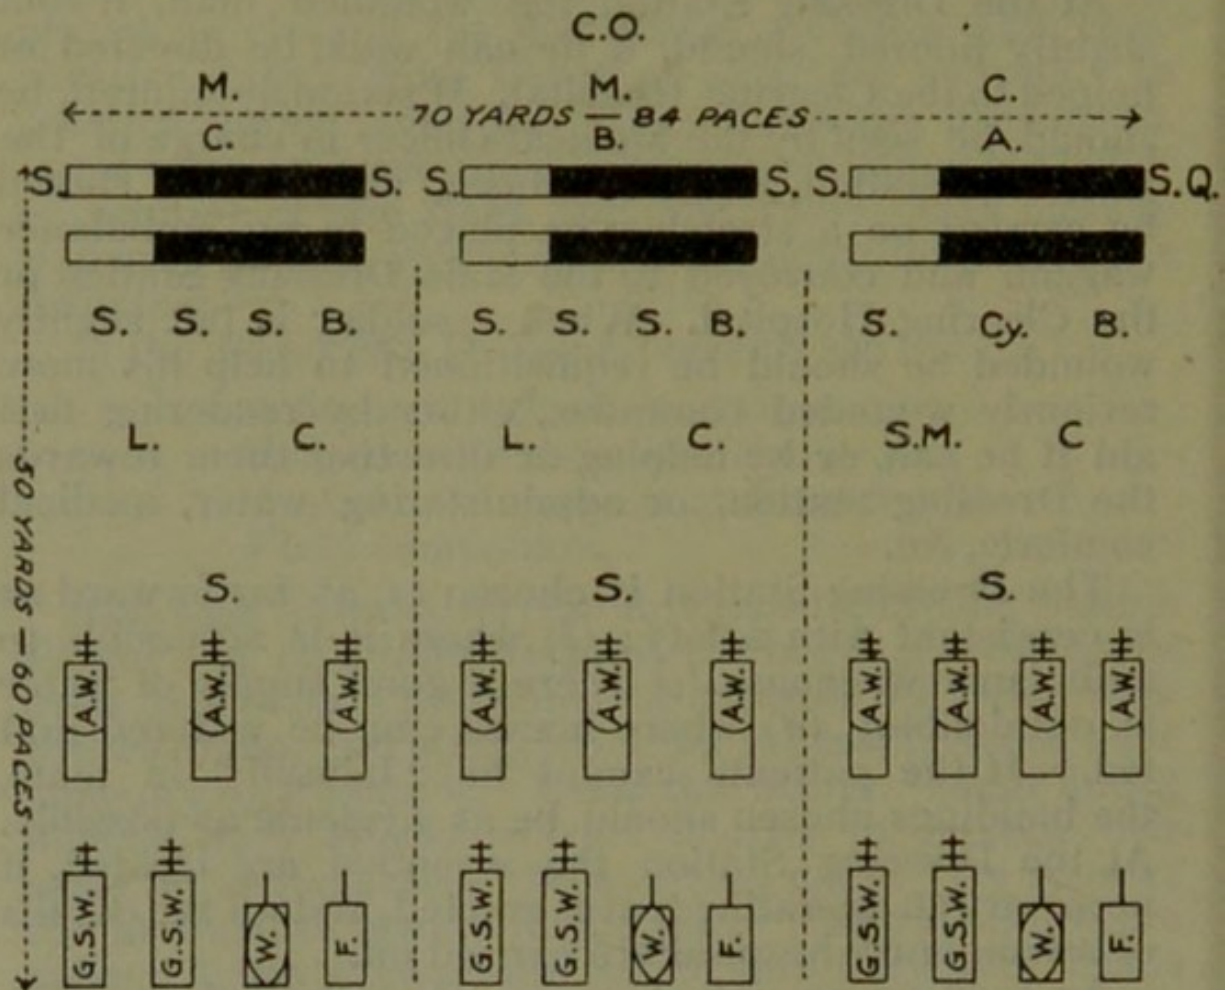 C.O.
M. M. C.
70 YARDS — 84 PACES
C. B. A.
S. S. S. S. S. S.Q.
S. S. S. B. S. S. S. B. S. Cy. B.
L. C. L. C. S.M. C
50 YARDS — 60 PACES
S. S. S.
A.W. A.W. A.W. A.W. A.W. A.W. A.W. A.W. A.W. A.W.
G.S.W. G.S.W. W. F. G.S.W. G.S.W. W. F. G.S.W. G.S.W. W. F.